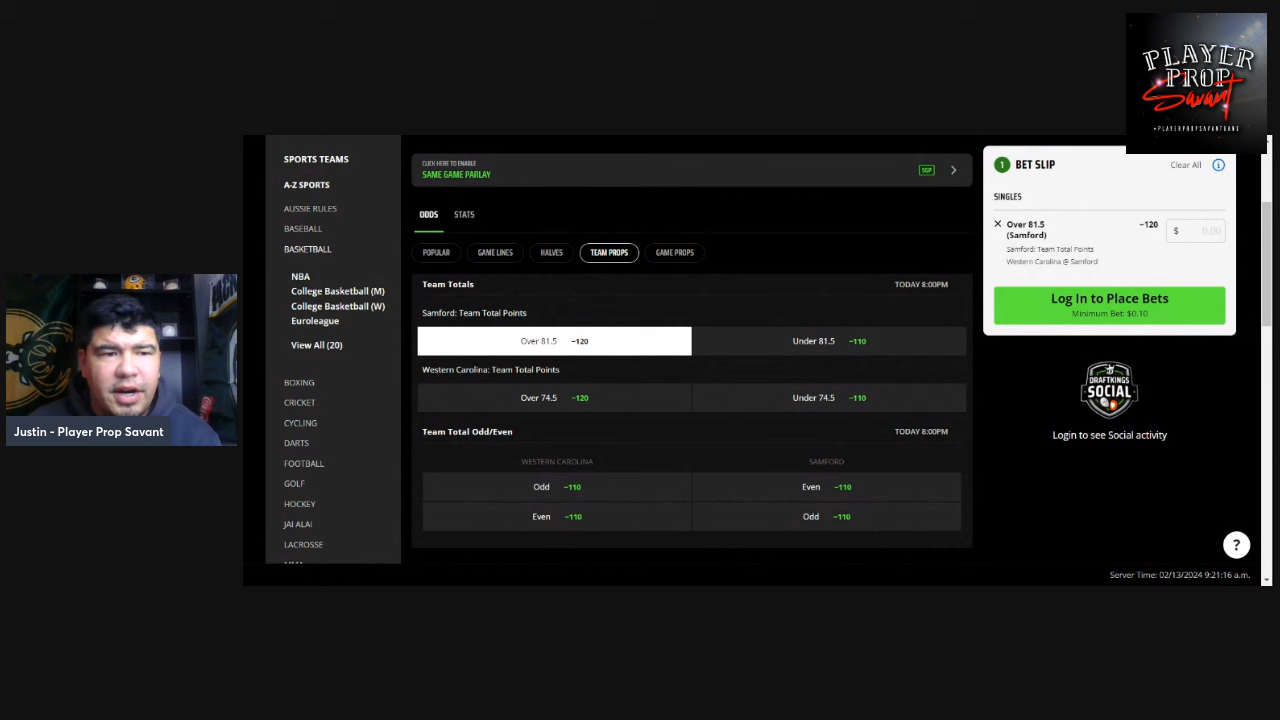 PLAYER
PROP
Savant
#PLAYERPROPSAVANTGANG
SPORTS TEAMS
A-Z SPORTS
AUSSIE RULES
BASEBALL
BASKETBALL
NBA
College Basketball (M)
College Basketball (W)
Euroleague
View All (20)
BOXING
CRICKET
CYCLING
DARTS
FOOTBALL
GOLF
HOCKEY
JAI ALAI
LACROSSE
CLICK HERE TO ENABLE
SAME GAME PARLAY
SGP
ODDS STATS
POPULAR GAME LINES HALVES TEAM PROPS GAME PROPS
Team Totals TODAY 8:00PM
Samford: Team Total Points
Over 81.5 −120 Under 81.5 −110
Western Carolina: Team Total Points
Over 74.5 −120 Under 74.5 −110
Team Total Odd/Even TODAY 8:00PM
WESTERN CAROLINA SAMFORD
Odd −110 Even −110
Even −110 Odd −110
1 BET SLIP Clear All
SINGLES
Over 81.5 −120 $ 0.00
(Samford)
Samford: Team Total Points
Western Carolina @ Samford
Log In to Place Bets
Minimum Bet: $0.10
DRAFTKINGS
SOCIAL
Login to see Social activity
?
Server Time: 02/13/2024 9:21:16 a.m.
Justin - Player Prop Savant